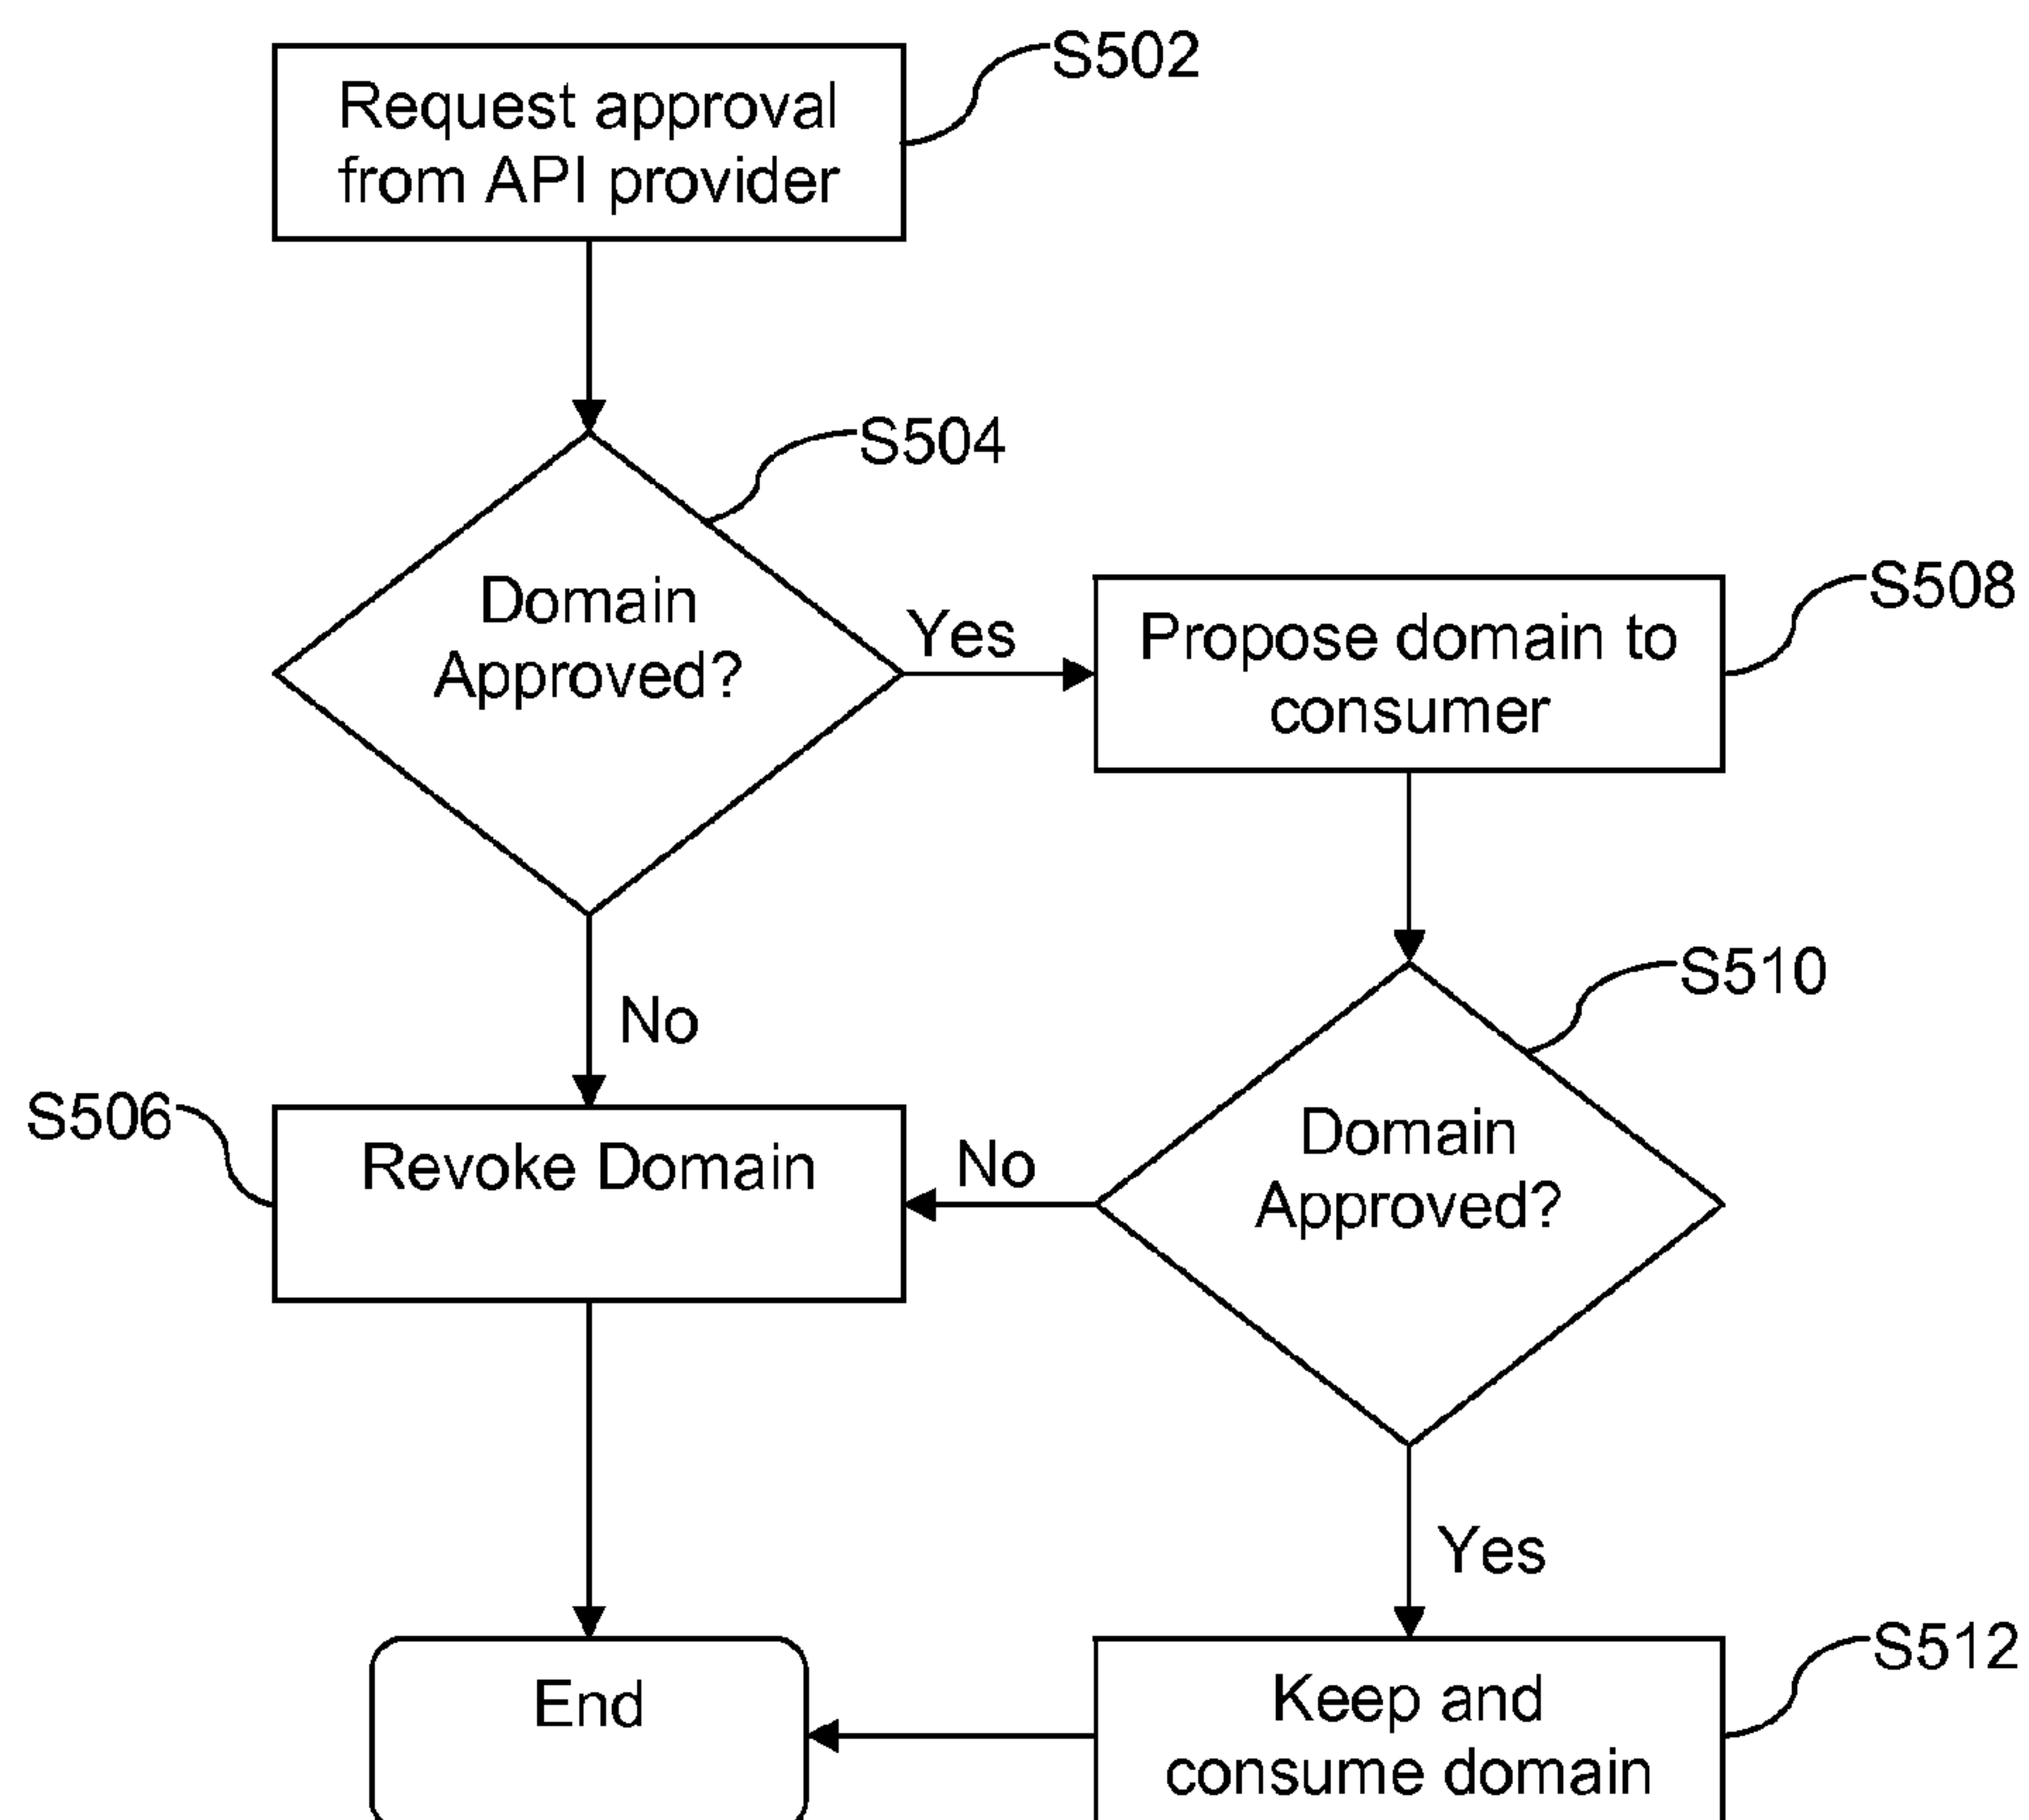 Request approval
from API provider
S502
Domain
Approved?
S504
Yes
No
Propose domain to
consumer
S508
Domain
Approved?
S510
No
Yes
Revoke Domain
S506
End
Keep and
consume domain
S512